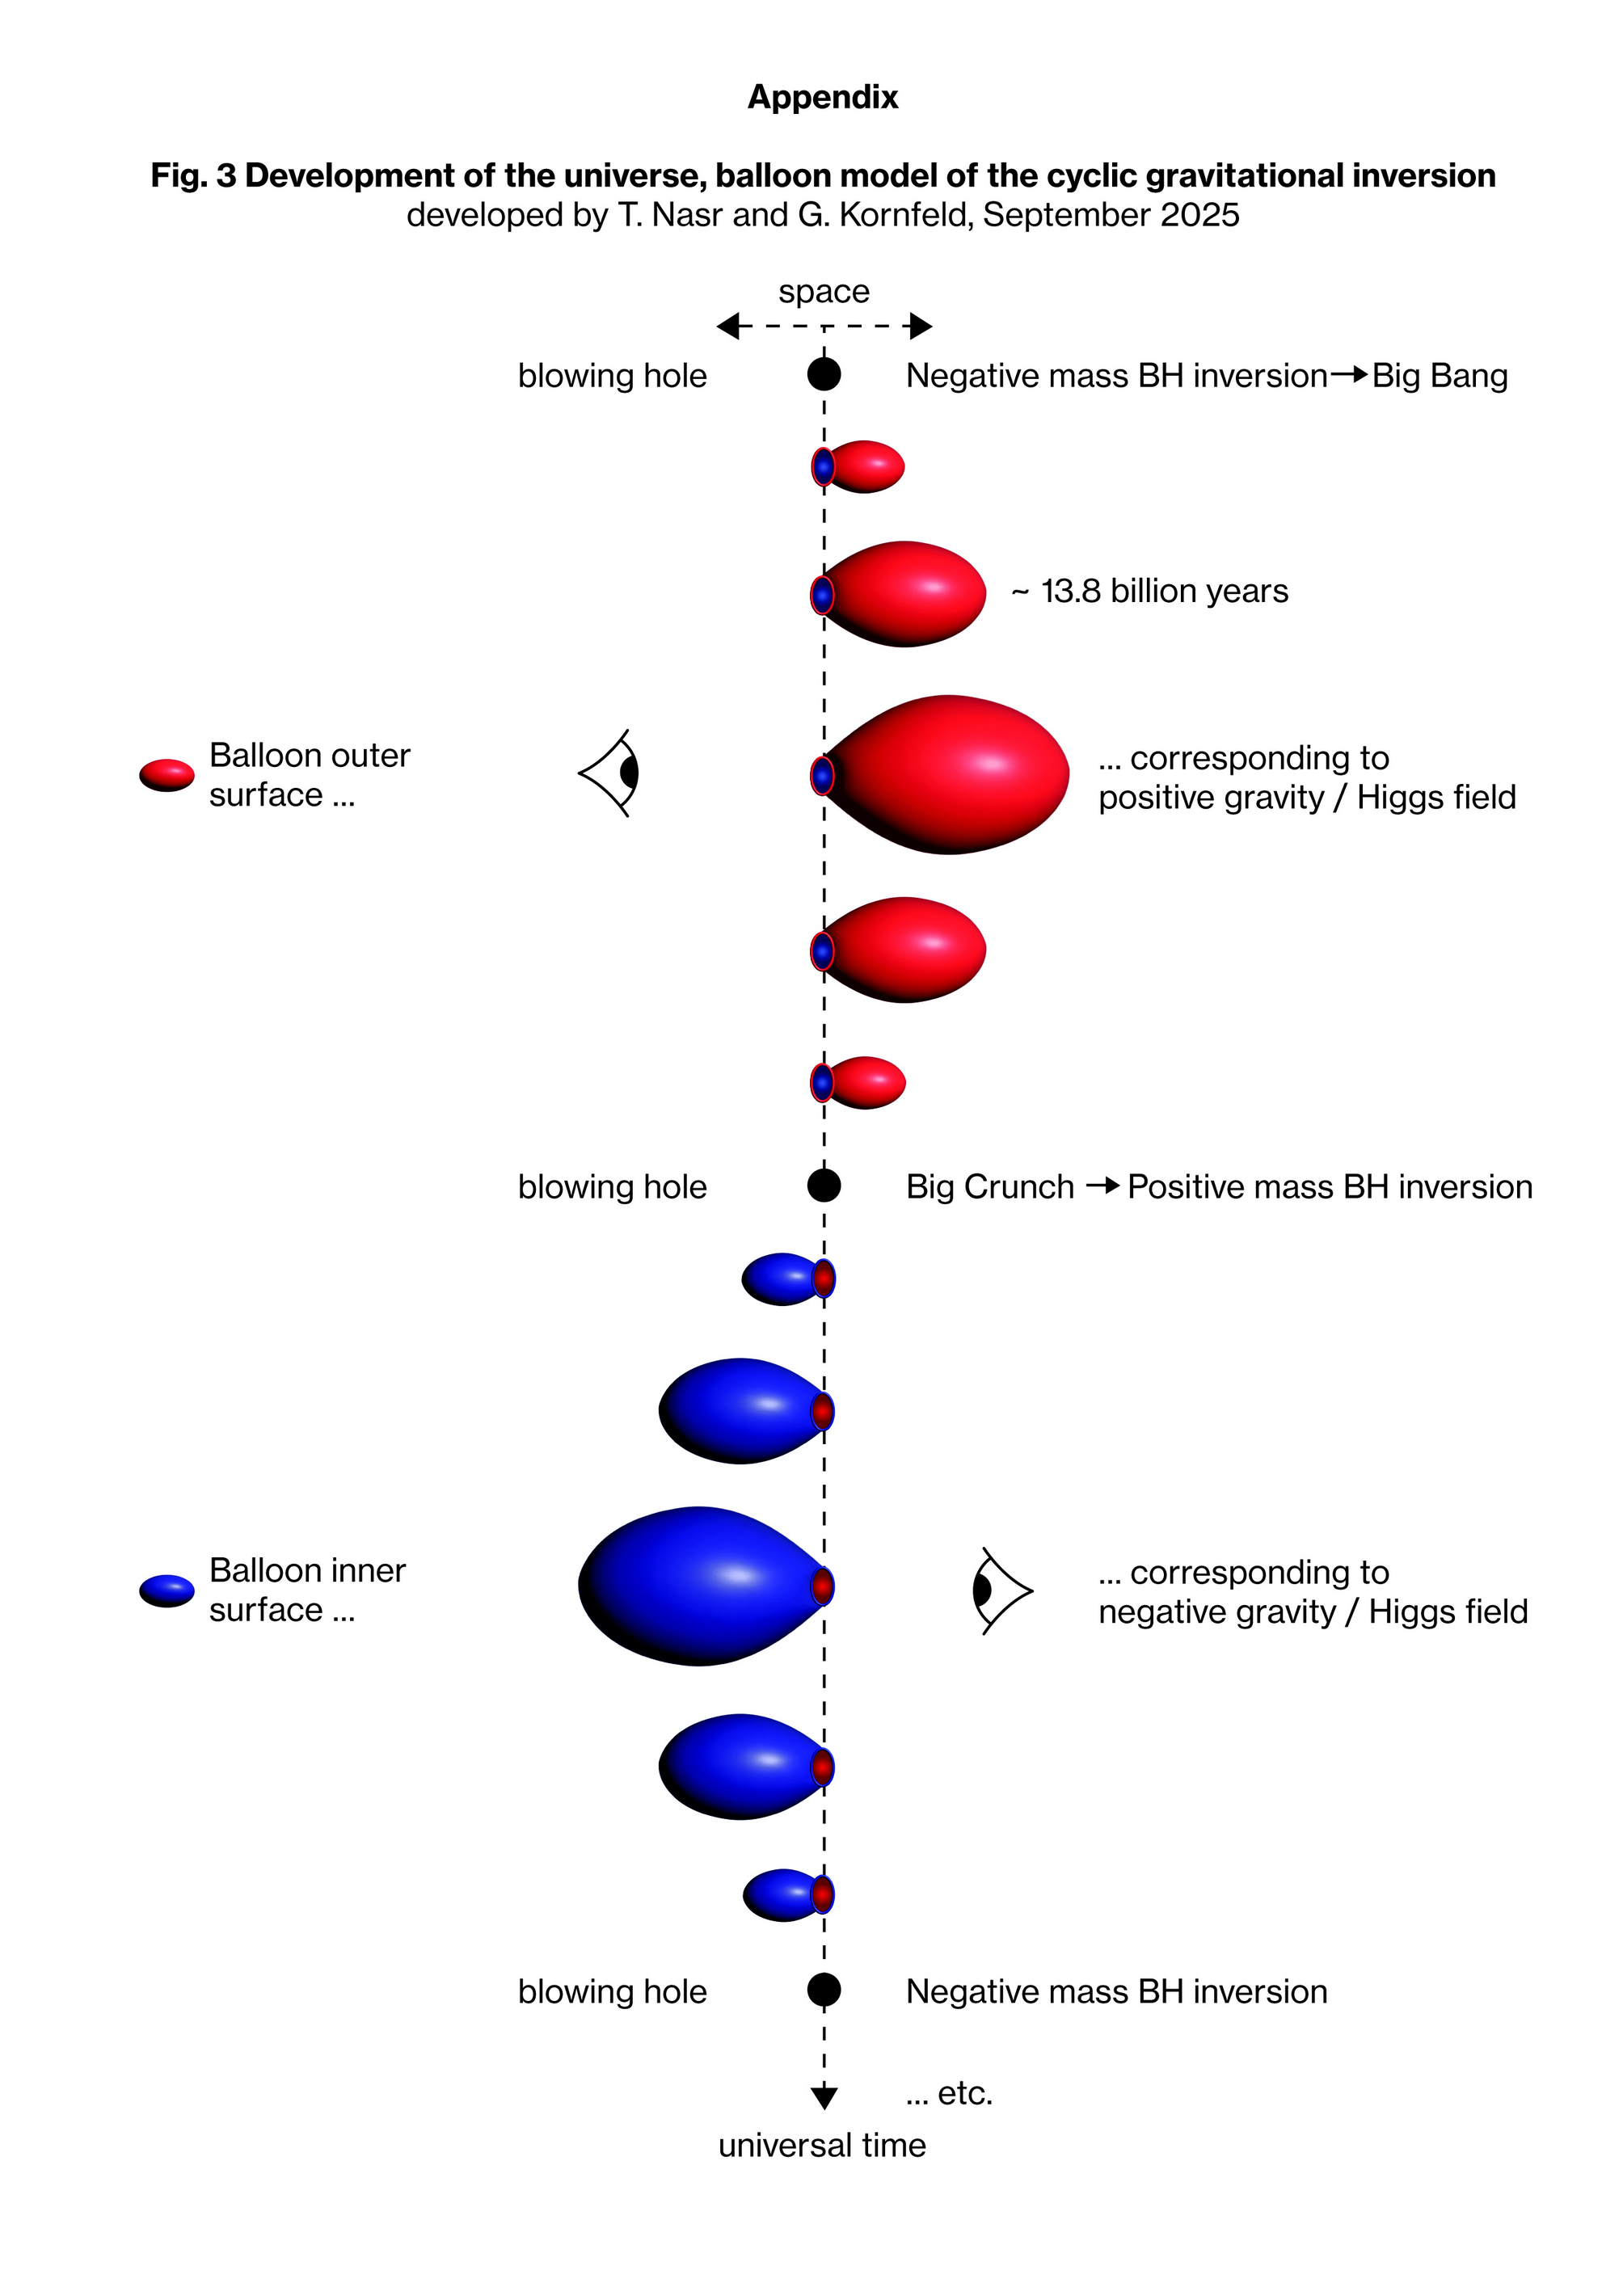 Appendix
Fig. 3 Development of the universe, balloon model of the cyclic gravitational inversion
developed by T. Nasr and G. Kornfeld, September 2025
space
blowing hole
Negative mass BH inversion→Big Bang
~ 13.8 billion years
Balloon outer
surface ...
... corresponding to
positive gravity / Higgs field
blowing hole
Big Crunch → Positive mass BH inversion
Balloon inner
surface ...
... corresponding to
negative gravity / Higgs field
blowing hole
Negative mass BH inversion
... etc.
universal time